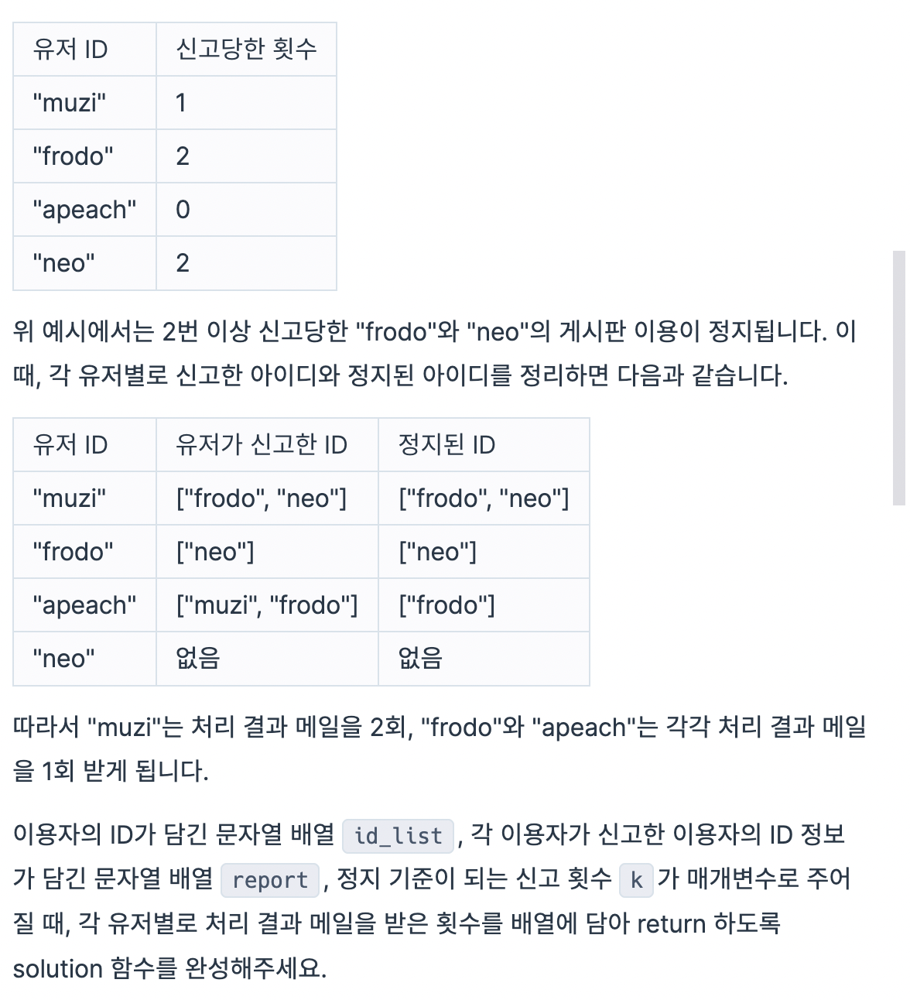 유저 ID 신고당한 횟수
"muzi" 1
"frodo" 2
"apeach" 0
"neo" 2
위 예시에서는 2번 이상 신고당한 "frodo"와 "neo"의 게시판 이용이 정지됩니다. 이
때, 각 유저별로 신고한 아이디와 정지된 아이디를 정리하면 다음과 같습니다.
유저 ID 유저가 신고한 ID 정지된 ID
"muzi" ["frodo", "neo"] ["frodo", "neo"]
"frodo" ["neo"] ["neo"]
"apeach" ["muzi", "frodo"] ["frodo"]
"neo" 없음 없음
따라서 "muzi"는 처리 결과 메일을 2회, "frodo"와 "apeach"는 각각 처리 결과 메일
을 1회 받게 됩니다.
이용자의 ID가 담긴 문자열 배열 id_list, 각 이용자가 신고한 이용자의 ID 정보
가 담긴 문자열 배열 report, 정지 기준이 되는 신고 횟수 k가 매개변수로 주어
질 때, 각 유저별로 처리 결과 메일을 받은 횟수를 배열에 담아 return 하도록
solution 함수를 완성해주세요.